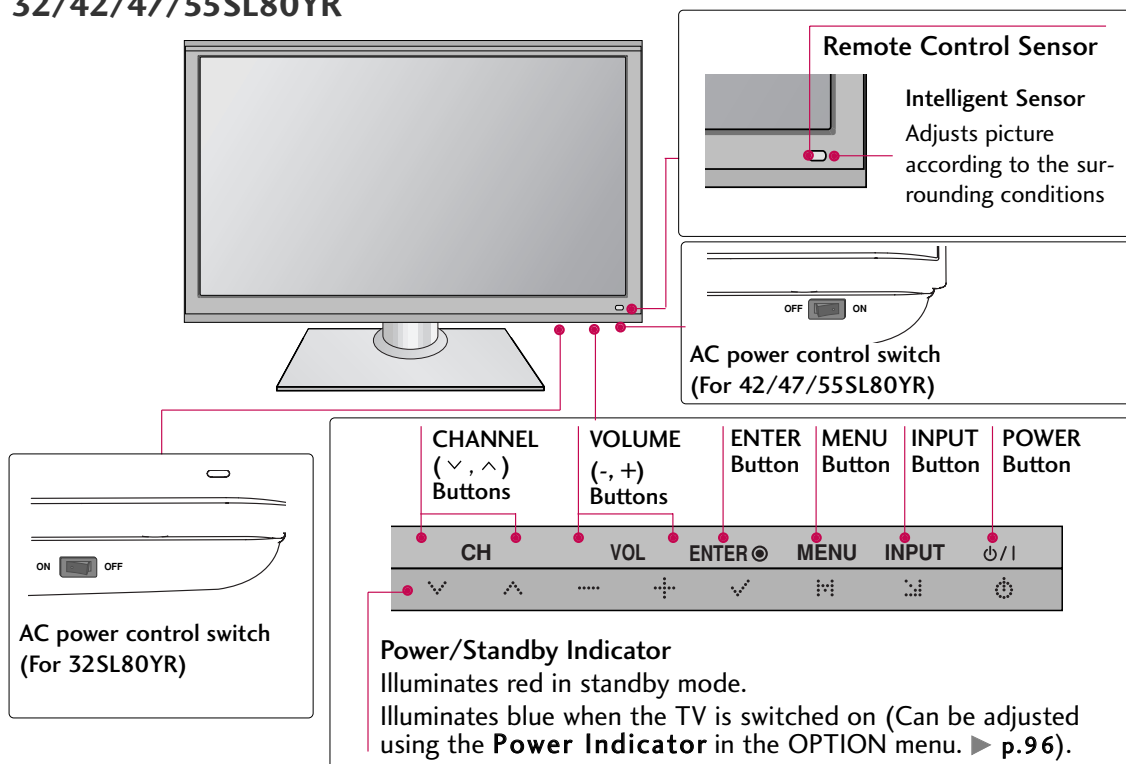 32/42/47/55SL80YR
Remote Control Sensor
Intelligent Sensor
Adjusts picture
according to the sur-
rounding conditions
OFF ON
AC power control switch
(For 42/47/55SL80YR)
ON OFF
AC power control switch
(For 32SL80YR)
CHANNEL
(﹀, ︿)
Buttons
VOLUME
(-, +)
Buttons
ENTER
Button
MENU
Button
INPUT
Button
POWER
Button
CH VOL ENTER MENU INPUT ⏻/I
Power/Standby Indicator
Illuminates red in standby mode.
Illuminates blue when the TV is switched on (Can be adjusted
using the Power Indicator in the OPTION menu. ▶ p.96).